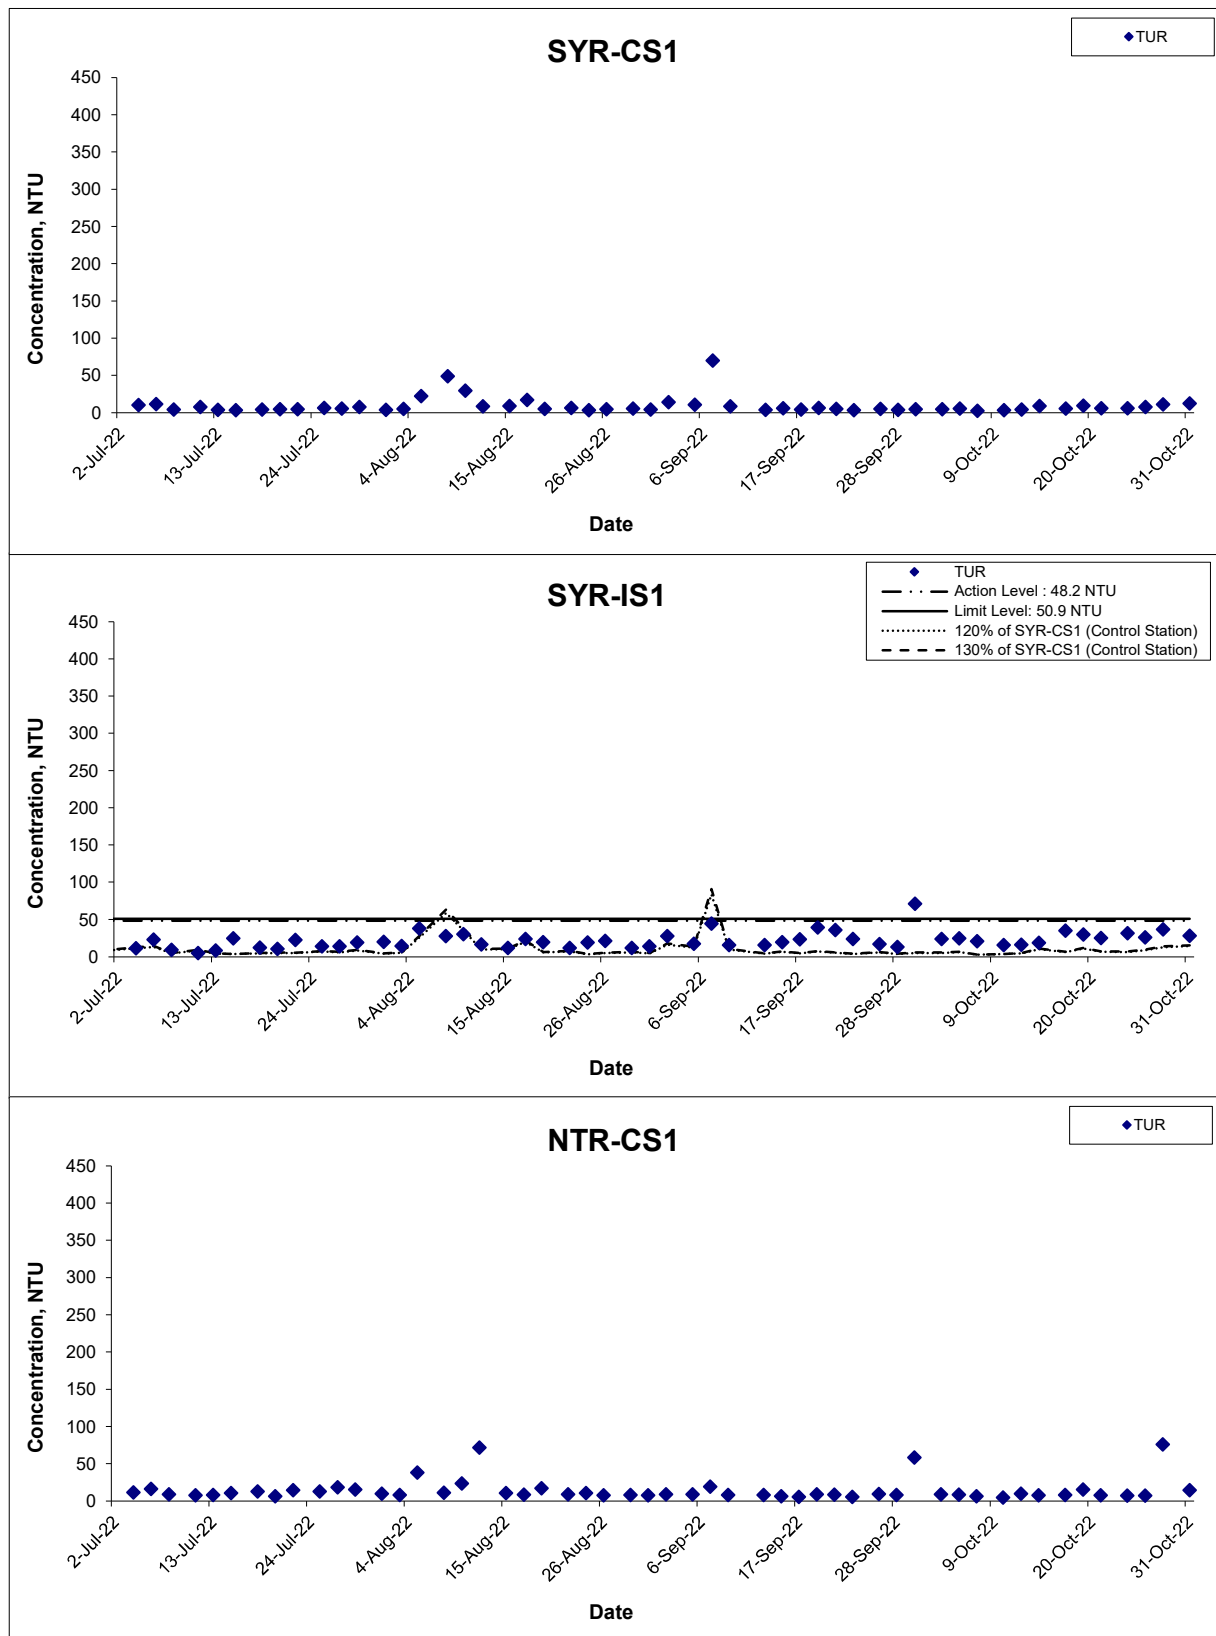 SYR-CS1
TUR
Concentration, NTU
450
400
350
300
250
200
150
100
50
0
2-Jul-22
13-Jul-22
24-Jul-22
4-Aug-22
15-Aug-22
26-Aug-22
6-Sep-22
17-Sep-22
28-Sep-22
9-Oct-22
20-Oct-22
31-Oct-22
Date
SYR-IS1
TUR
Action Level : 48.2 NTU
Limit Level: 50.9 NTU
120% of SYR-CS1 (Control Station)
130% of SYR-CS1 (Control Station)
Concentration, NTU
450
400
350
300
250
200
150
100
50
0
2-Jul-22
13-Jul-22
24-Jul-22
4-Aug-22
15-Aug-22
26-Aug-22
6-Sep-22
17-Sep-22
28-Sep-22
9-Oct-22
20-Oct-22
31-Oct-22
Date
NTR-CS1
TUR
Concentration, NTU
450
400
350
300
250
200
150
100
50
0
2-Jul-22
13-Jul-22
24-Jul-22
4-Aug-22
15-Aug-22
26-Aug-22
6-Sep-22
17-Sep-22
28-Sep-22
9-Oct-22
20-Oct-22
31-Oct-22
Date